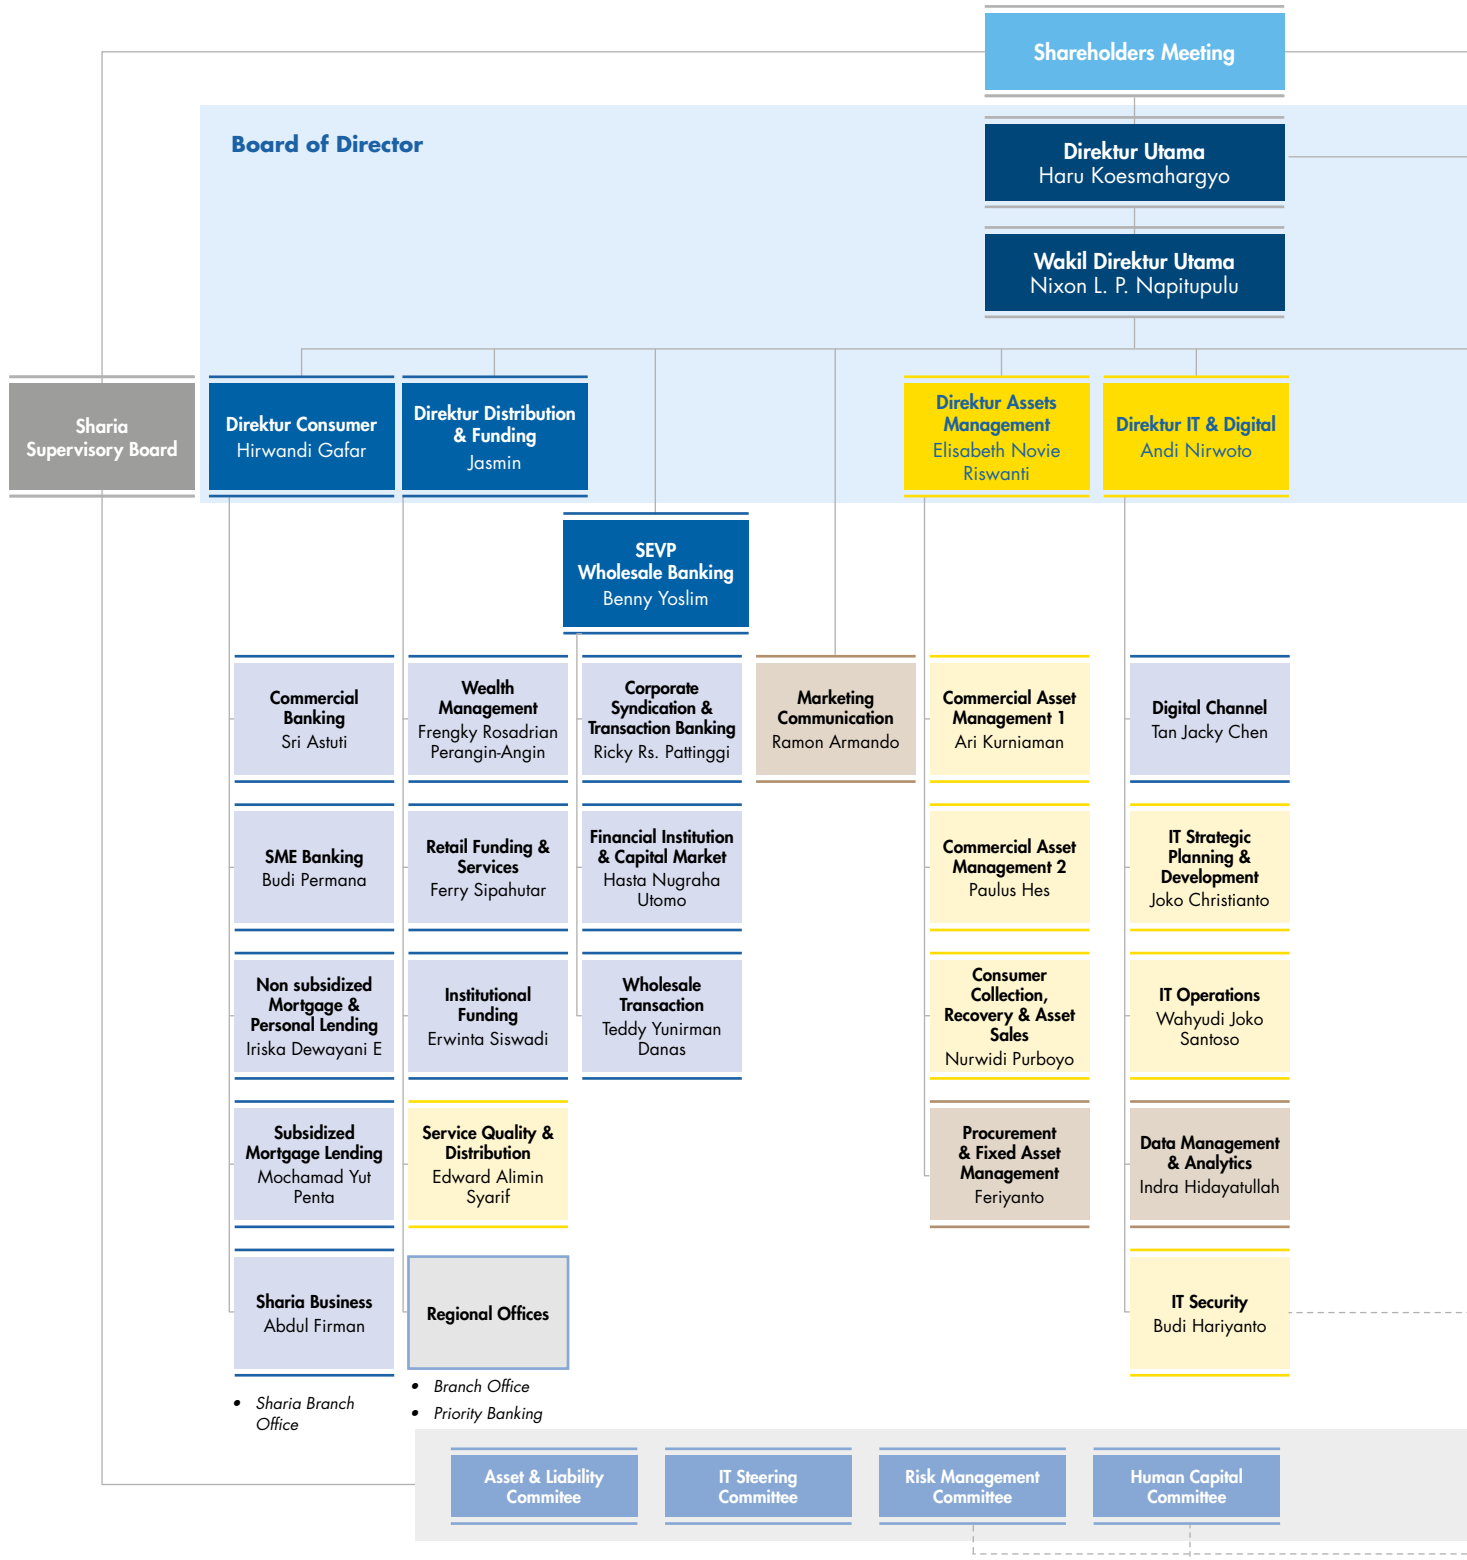 Shareholders Meeting
Board of Director
Direktur Utama
Haru Koesmahargyo
Wakil Direktur Utama
Nixon L. P. Napitupulu
Sharia
Supervisory Board
Direktur Consumer
Hirwandi Gafar
Direktur Distribution
& Funding
Jasmin
Direktur Assets
Management
Elisabeth Novie
Riswanti
Direktur IT & Digital
Andi Nirwoto
SEVP
Wholesale Banking
Benny Yoslim
Commercial
Banking
Sri Astuti
Wealth
Management
Frengky Rosadrian
Perangin-Angin
Corporate
Syndication &
Transaction Banking
Ricky Rs. Pattinggi
Marketing
Communication
Ramon Armando
Commercial Asset
Management 1
Ari Kurniaman
Digital Channel
Tan Jacky Chen
SME Banking
Budi Permana
Retail Funding &
Services
Ferry Sipahutar
Financial Institution
& Capital Market
Hasta Nugraha
Utomo
Commercial Asset
Management 2
Paulus Hes
IT Strategic
Planning &
Development
Joko Christianto
Non subsidized
Mortgage &
Personal Lending
Iriska Dewayani E
Institutional
Funding
Erwinta Siswadi
Wholesale
Transaction
Teddy Yunirman
Danas
Consumer
Collection,
Recovery & Asset
Sales
Nurwidi Purboyo
IT Operations
Wahyudi Joko
Santoso
Subsidized
Mortgage Lending
Mochamad Yut
Penta
Service Quality &
Distribution
Edward Alimin
Syarif
Procurement
& Fixed Asset
Management
Feriyanto
Data Management
& Analytics
Indra Hidayatullah
Sharia Business
Abdul Firman
Regional Offices
IT Security
Budi Hariyanto
• Sharia Branch
Office
• Branch Office
• Priority Banking
Asset & Liability
Commitee
IT Steering
Committee
Risk Management
Committee
Human Capital
Committee